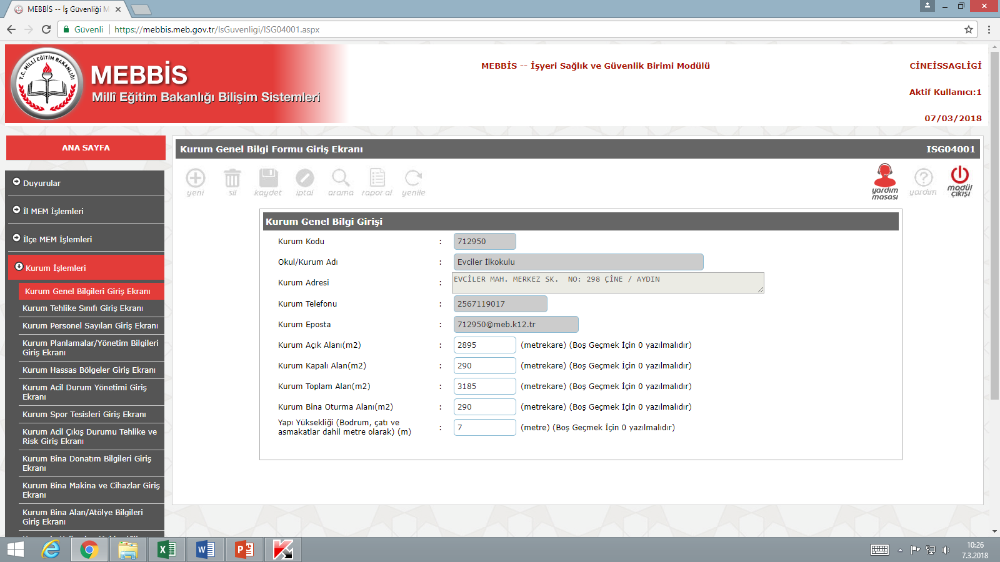 MEBBİS -- İş Güvenliği M
Güvenli
https://mebbis.meb.gov.tr/IsGuvenligi/ISG04001.aspx
T.C. MİLLİ EĞİTİM BAKANLIĞI
MEBBİS
Millî Eğitim Bakanlığı Bilişim Sistemleri
MEBBİS -- İşyeri Sağlık ve Güvenlik Birimi Modülü
CİNEİSSAGLİGİ
Aktif Kullanıcı:1
07/03/2018
ANA SAYFA
Duyurular
İl MEM İşlemleri
İlçe MEM İşlemleri
Kurum İşlemleri
Kurum Genel Bilgileri Giriş Ekranı
Kurum Tehlike Sınıfı Giriş Ekranı
Kurum Personel Sayıları Giriş Ekranı
Kurum Planlamalar/Yönetim Bilgileri
Giriş Ekranı
Kurum Hassas Bölgeler Giriş Ekranı
Kurum Acil Durum Yönetimi Giriş
Ekranı
Kurum Spor Tesisleri Giriş Ekranı
Kurum Acil Çıkış Durumu Tehlike ve
Risk Giriş Ekranı
Kurum Bina Donatım Bilgileri Giriş
Ekranı
Kurum Bina Makina ve Cihazlar Giriş
Ekranı
Kurum Bina Alan/Atölye Bilgileri
Giriş Ekranı
Kurum Genel Bilgi Formu Giriş Ekranı
ISG04001
yeni
sil
kaydet
iptal
arama
rapor al
yenile
yardım
masası
yardım
modül
çıkışı
Kurum Genel Bilgi Girişi
Kurum Kodu : 712950
Okul/Kurum Adı : Evciler İlkokulu
Kurum Adresi : EVCİLER MAH. MERKEZ SK.  NO: 298 ÇİNE / AYDIN
Kurum Telefonu : 2567119017
Kurum Eposta : 712950@meb.k12.tr
Kurum Açık Alanı(m2) : 2895 (metrekare) (Boş Geçmek İçin 0 yazılmalıdır)
Kurum Kapalı Alan(m2) : 290 (metrekare) (Boş Geçmek İçin 0 yazılmalıdır)
Kurum Toplam Alan(m2) : 3185 (metrekare) (Boş Geçmek İçin 0 yazılmalıdır)
Kurum Bina Oturma Alanı(m2) : 290 (metrekare) (Boş Geçmek İçin 0 yazılmalıdır)
Yapı Yüksekliği (Bodrum, çatı ve
asmakatlar dahil metre olarak) (m) : 7 (metre) (Boş Geçmek İçin 0 yazılmalıdır)
10:26
7.3.2018